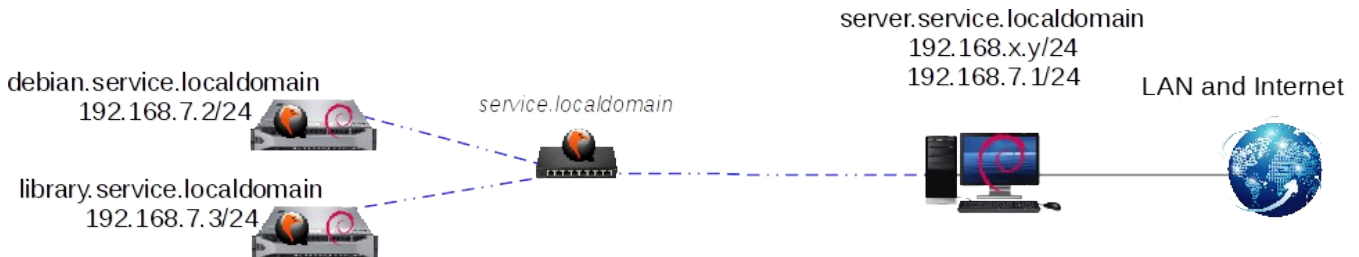 server.service.localdomain
192.168.x.y/24
192.168.7.1/24
LAN and Internet
debian.service.localdomain
192.168.7.2/24
service.localdomain
library.service.localdomain
192.168.7.3/24